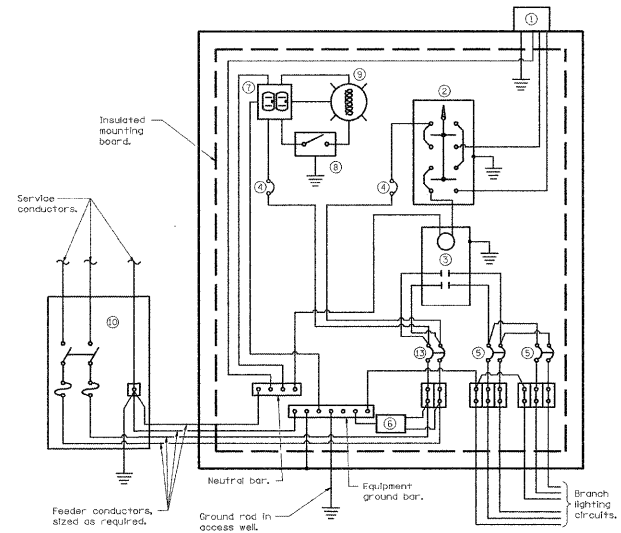 1
9
7
2
Insulated
mounting
board.
8
4
4
Service
conductors.
3
10
13
5
5
6
Neutral bar.
Equipment
ground bar.
Feeder conductors,
sized as required.
Ground rod in
access well.
Branch
lighting
circuits.